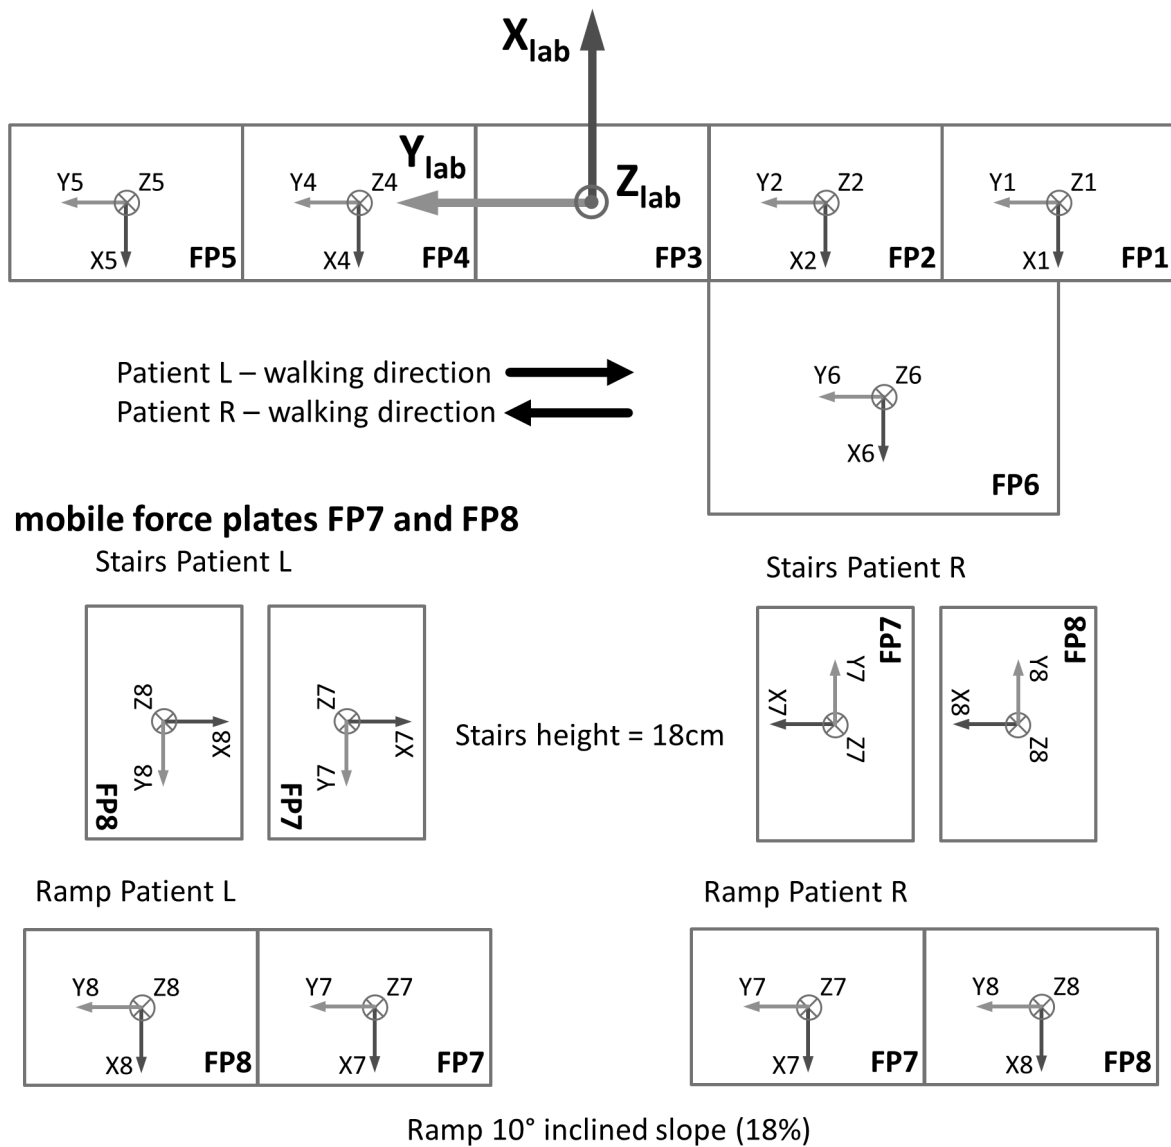 Xlab
Ylab
Zlab
Y5 Z5 X5 FP5
Y4 Z4 X4 FP4
FP3
Y2 Z2 X2 FP2
Y1 Z1 X1 FP1
Patient L – walking direction
Patient R – walking direction
Y6 Z6 X6 FP6
mobile force plates FP7 and FP8
Stairs Patient L
Z8 X8 Y8 FP8
Z7 X7 Y7 FP7
Stairs height = 18cm
Stairs Patient R
FP7 Y7 X7 Z7
FP8 Y8 X8 Z8
Ramp Patient L
Y8 Z8 X8 FP8
Y7 Z7 X7 FP7
Ramp Patient R
Y7 Z7 X7 FP7
Y8 Z8 X8 FP8
Ramp 10° inclined slope (18%)